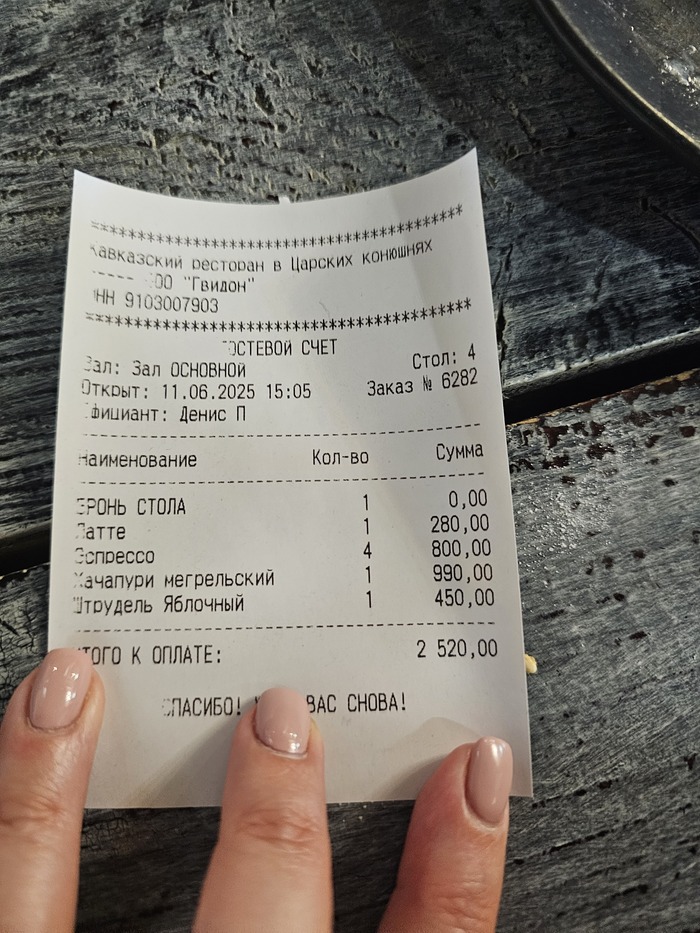 *****************************************
Кавказский ресторан в Царских конюшнях
----- ООО "Гвидон"
ИНН 9103007903
*****************************************
ГОСТЕВОЙ СЧЕТ
Зал: Зал ОСНОВНОЙ Стол: 4
Открыт: 11.06.2025 15:05 Заказ № 6282
Официант: Денис П
Наименование Кол-во Сумма
БРОНЬ СТОЛА 1 0,00
Латте 1 280,00
Эспрессо 4 800,00
Хачапури мегрельский 1 990,00
Штрудель Яблочный 1 450,00
ИТОГО К ОПЛАТЕ: 2 520,00
СПАСИБО! ВАС СНОВА!